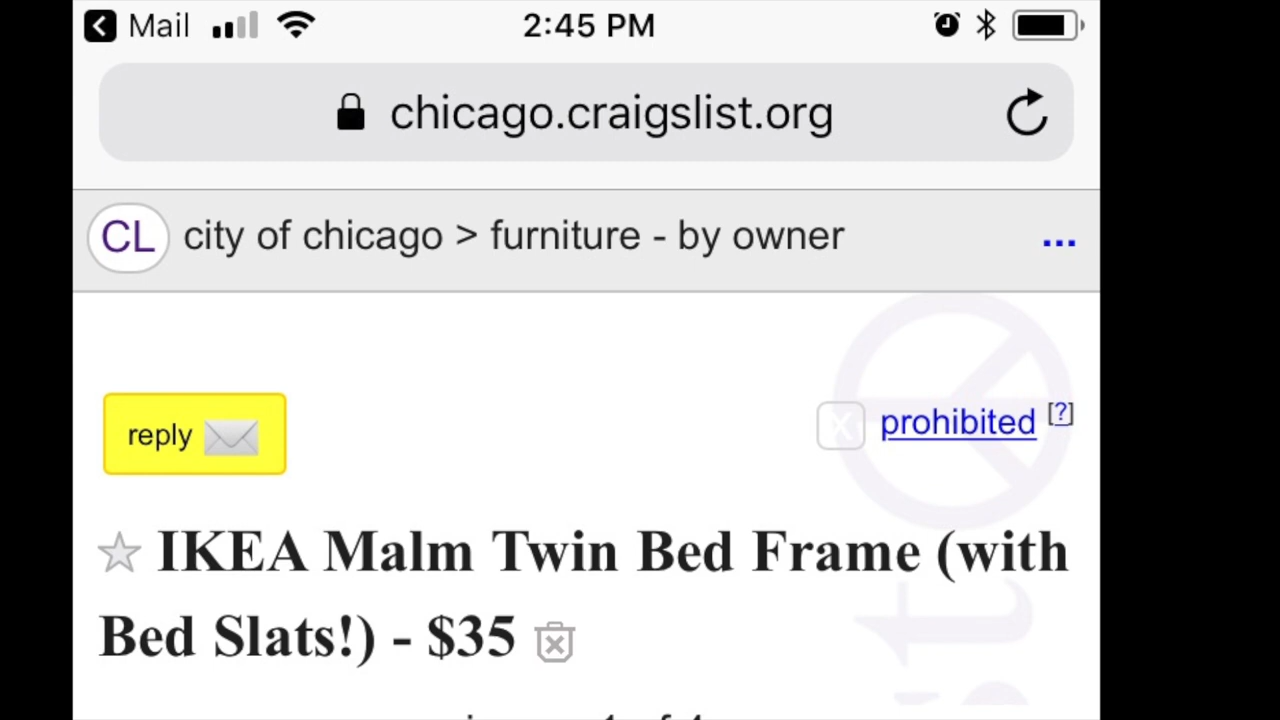 Mail 2:45 PM
chicago.craigslist.org
CL city of chicago > furniture - by owner ...
reply X prohibited [?]
IKEA Malm Twin Bed Frame (with
Bed Slats!) - $35